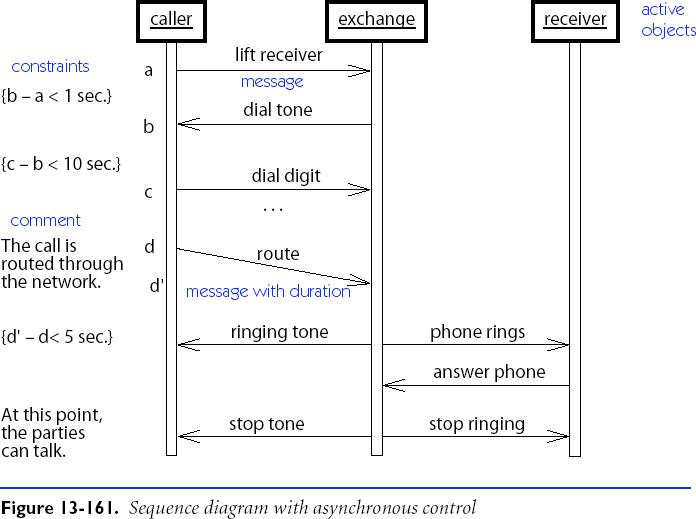 caller
exchange
receiver
active
objects
lift receiver
constraints
a
message
{b – a < 1 sec.}
dial tone
b
{c – b < 10 sec.}
dial digit
c
. . .
comment
The call is
routed through
the network.
d
route
d'
message with duration
{d' – d< 5 sec.}
ringing tone
phone rings
answer phone
At this point,
the parties
can talk.
stop tone
stop ringing
Figure 13-161. Sequence diagram with asynchronous control